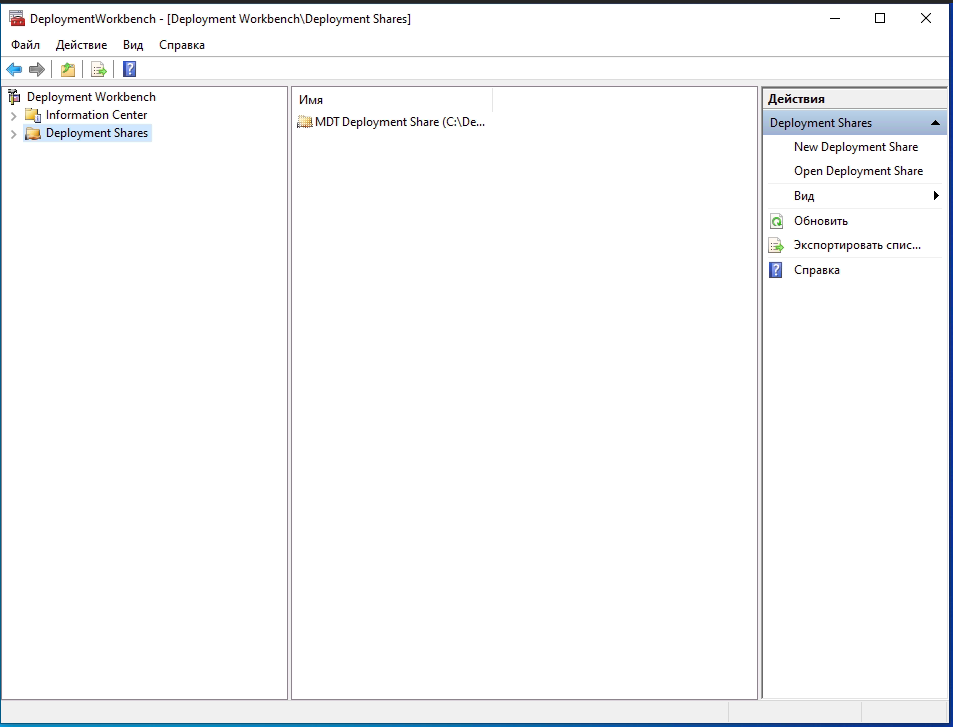 DeploymentWorkbench - [Deployment Workbench\Deployment Shares]
Файл Действие Вид Справка
Deployment Workbench
Information Center
Deployment Shares
Имя
MDT Deployment Share (C:\De...
Действия
Deployment Shares
New Deployment Share
Open Deployment Share
Вид
Обновить
Экспортировать спис...
Справка